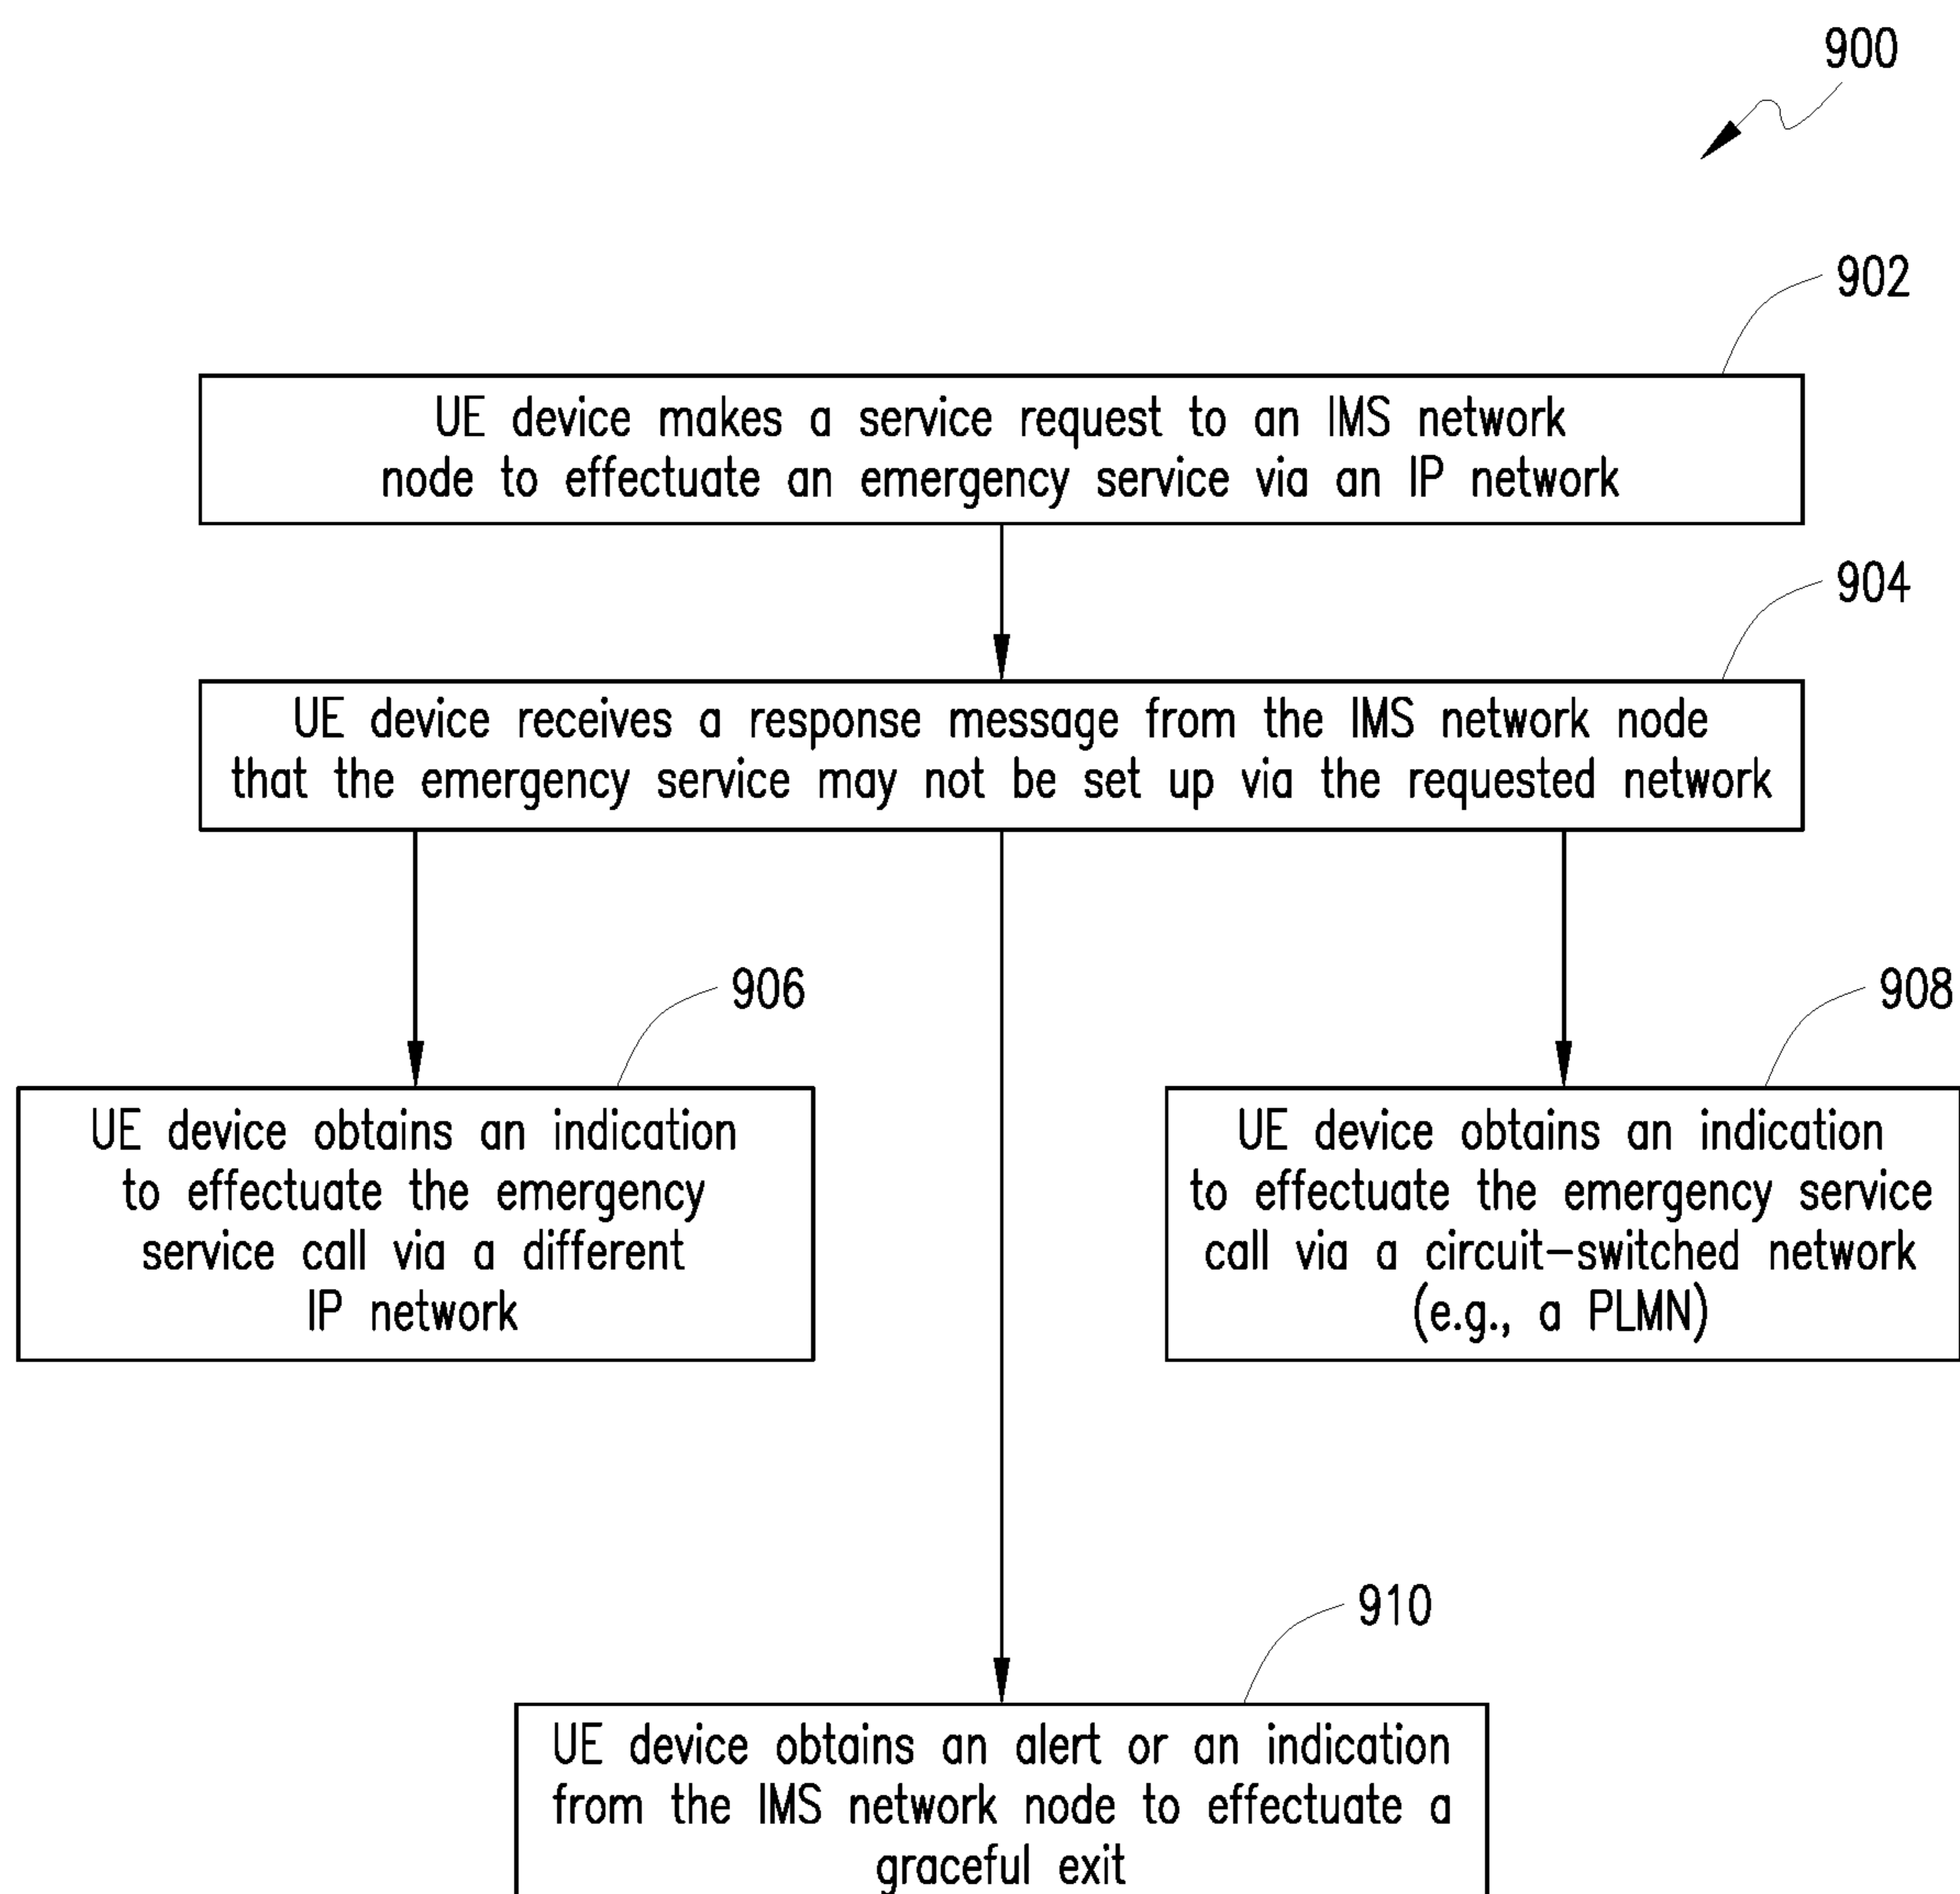 900
902
UE device makes a service request to an IMS network
node to effectuate an emergency service via an IP network
904
UE device receives a response message from the IMS network node
that the emergency service may not be set up via the requested network
906
UE device obtains an indication
to effectuate the emergency
service call via a different
IP network
908
UE device obtains an indication
to effectuate the emergency service
call via a circuit-switched network
(e.g., a PLMN)
910
UE device obtains an alert or an indication
from the IMS network node to effectuate a
graceful exit